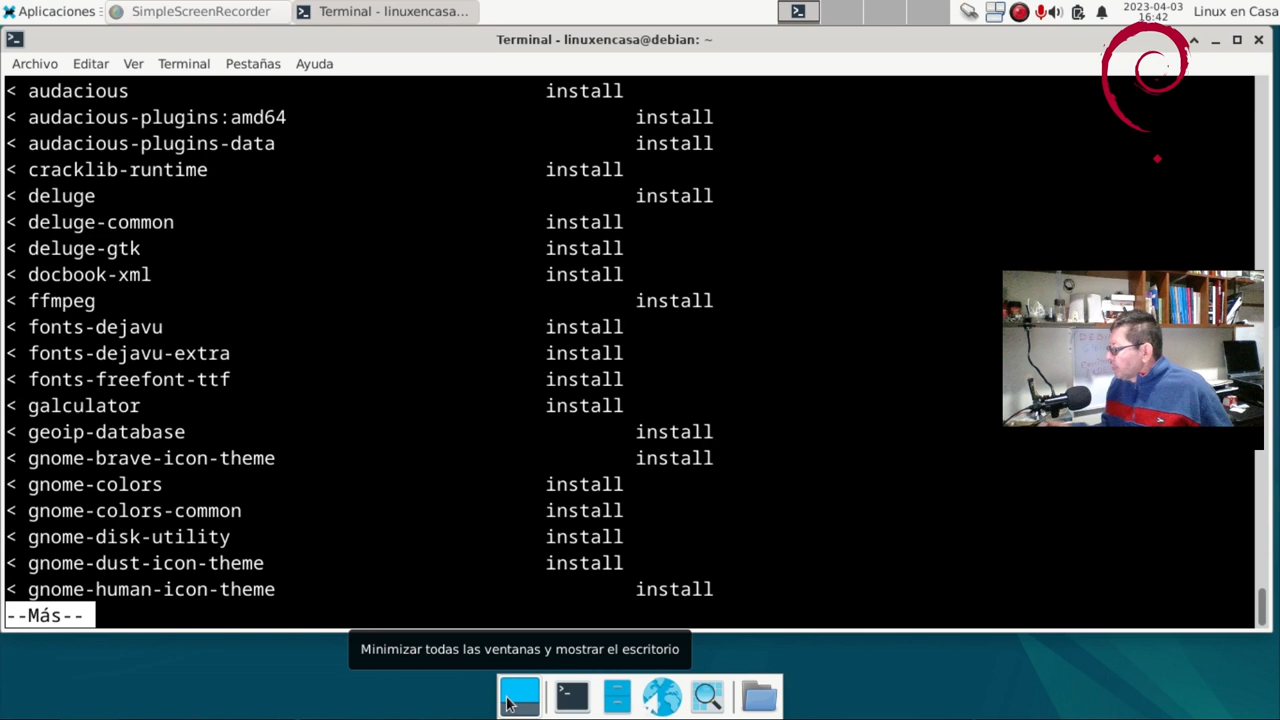 Aplicaciones
SimpleScreenRecorder
Terminal - linuxencasa...
2023-04-03
16:42
Linux en Casa
Terminal - linuxencasa@debian: ~
Archivo Editar Ver Terminal Pestañas Ayuda
< audacious install
< audacious-plugins:amd64 install
< audacious-plugins-data install
< cracklib-runtime install
< deluge install
< deluge-common install
< deluge-gtk install
< docbook-xml install
< ffmpeg install
< fonts-dejavu install
< fonts-dejavu-extra install
< fonts-freefont-ttf install
< galculator install
< geoip-database install
< gnome-brave-icon-theme install
< gnome-colors install
< gnome-colors-common install
< gnome-disk-utility install
< gnome-dust-icon-theme install
< gnome-human-icon-theme install
--Más--
Minimizar todas las ventanas y mostrar el escritorio